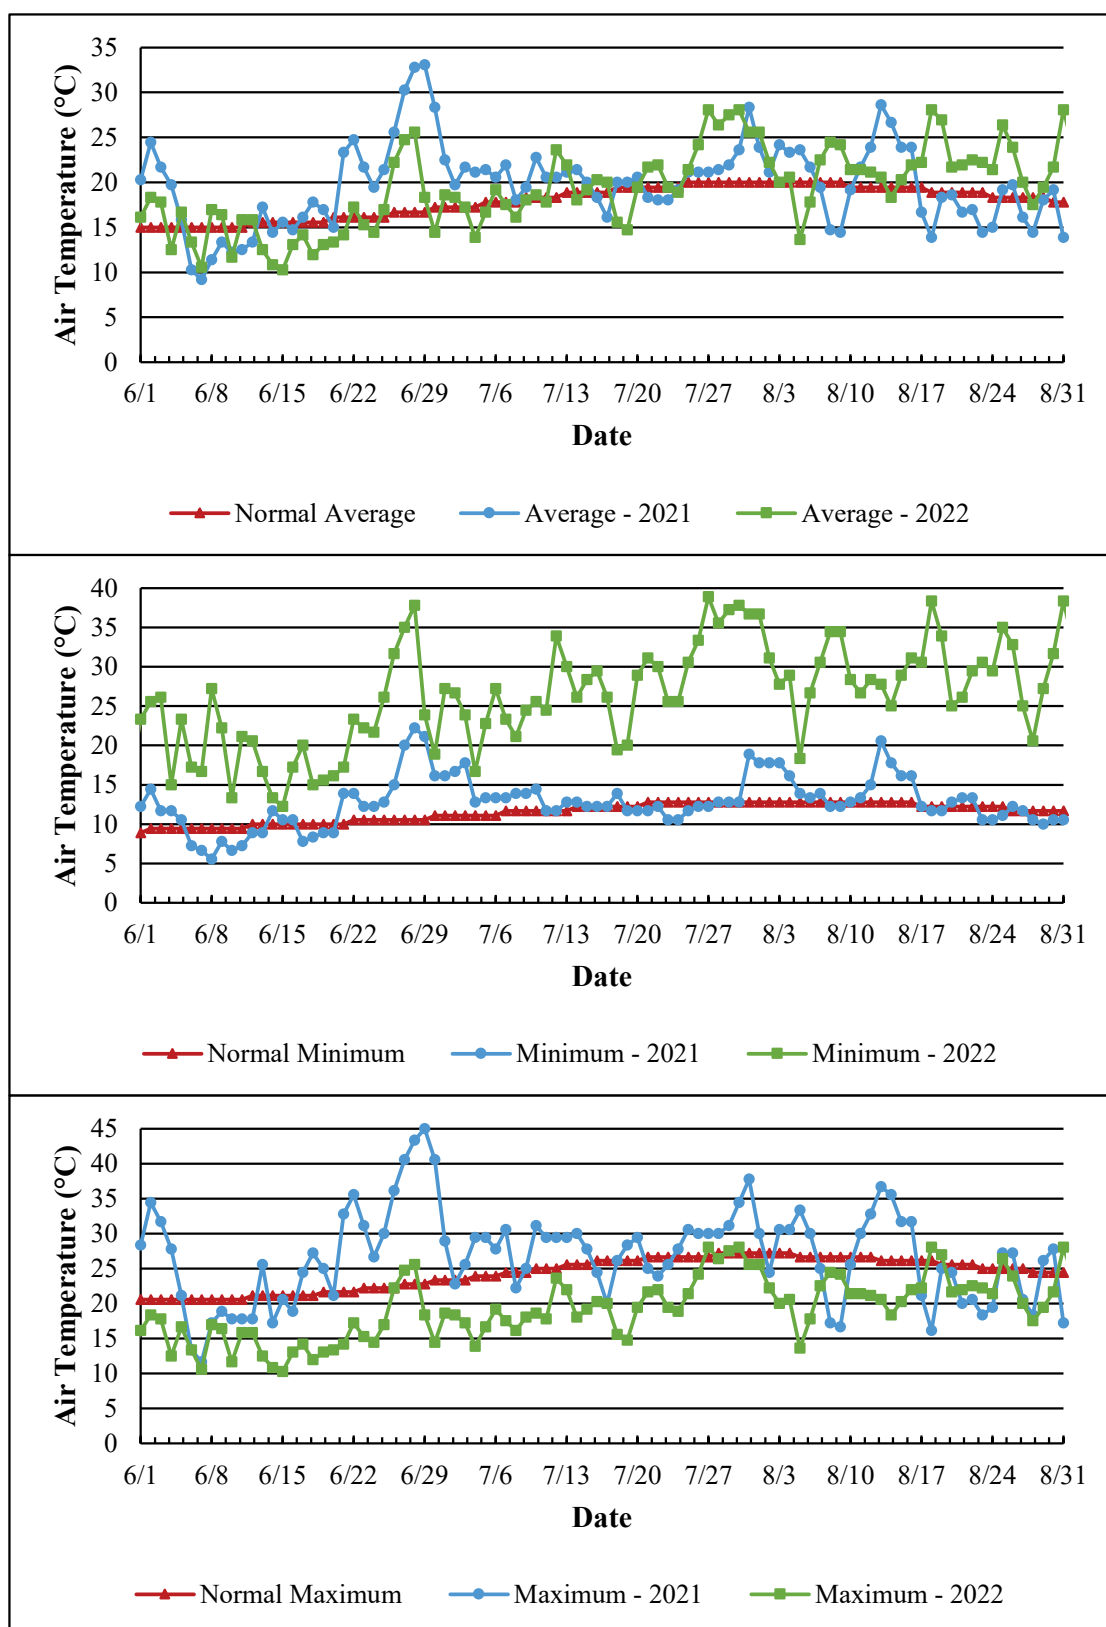 Air Temperature (°C)
35
30
25
20
15
10
5
0
6/1 6/8 6/15 6/22 6/29 7/6 7/13 7/20 7/27 8/3 8/10 8/17 8/24 8/31
Date
Normal Average Average - 2021 Average - 2022
Air Temperature (°C)
40
35
30
25
20
15
10
5
0
6/1 6/8 6/15 6/22 6/29 7/6 7/13 7/20 7/27 8/3 8/10 8/17 8/24 8/31
Date
Normal Minimum Minimum - 2021 Minimum - 2022
Air Temperature (°C)
45
40
35
30
25
20
15
10
5
0
6/1 6/8 6/15 6/22 6/29 7/6 7/13 7/20 7/27 8/3 8/10 8/17 8/24 8/31
Date
Normal Maximum Maximum - 2021 Maximum - 2022